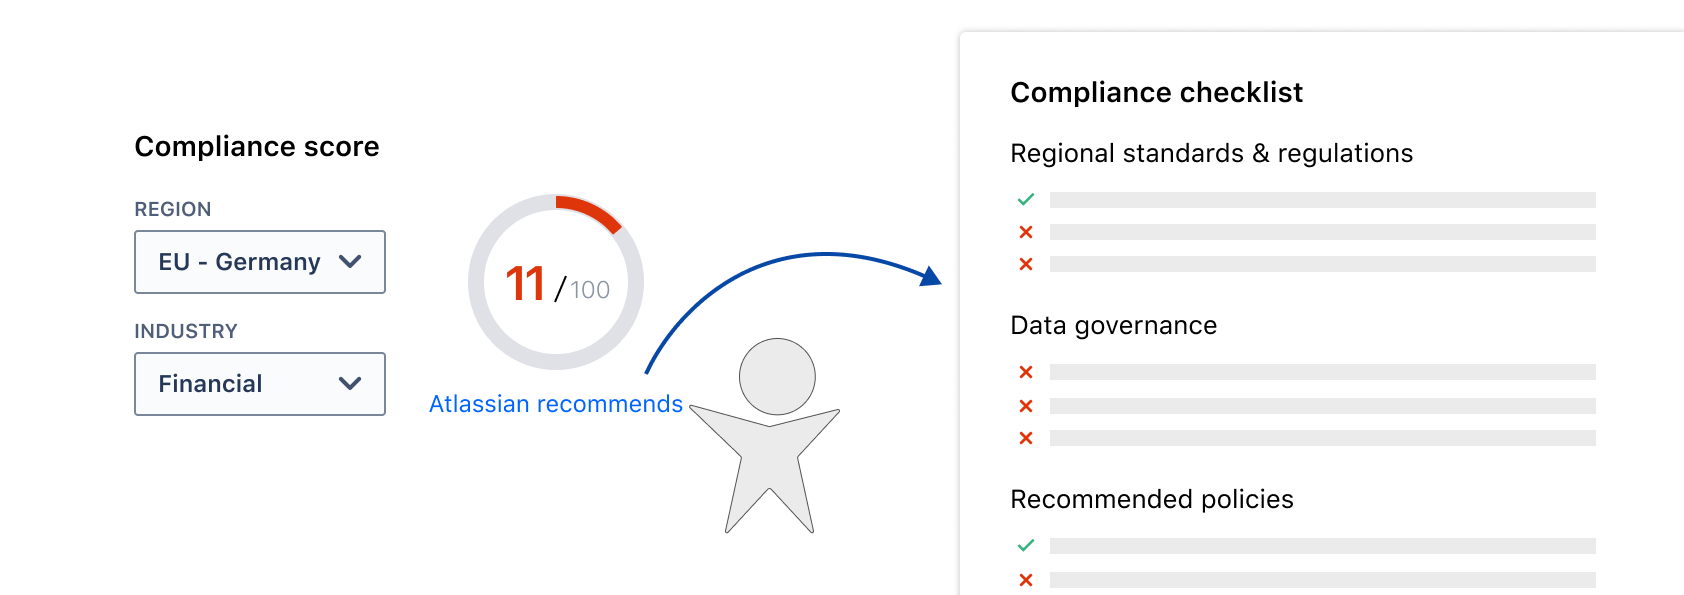 Compliance score
REGION
EU - Germany
INDUSTRY
Financial
11 /100
Atlassian recommends
Compliance checklist
Regional standards & regulations
Data governance
Recommended policies